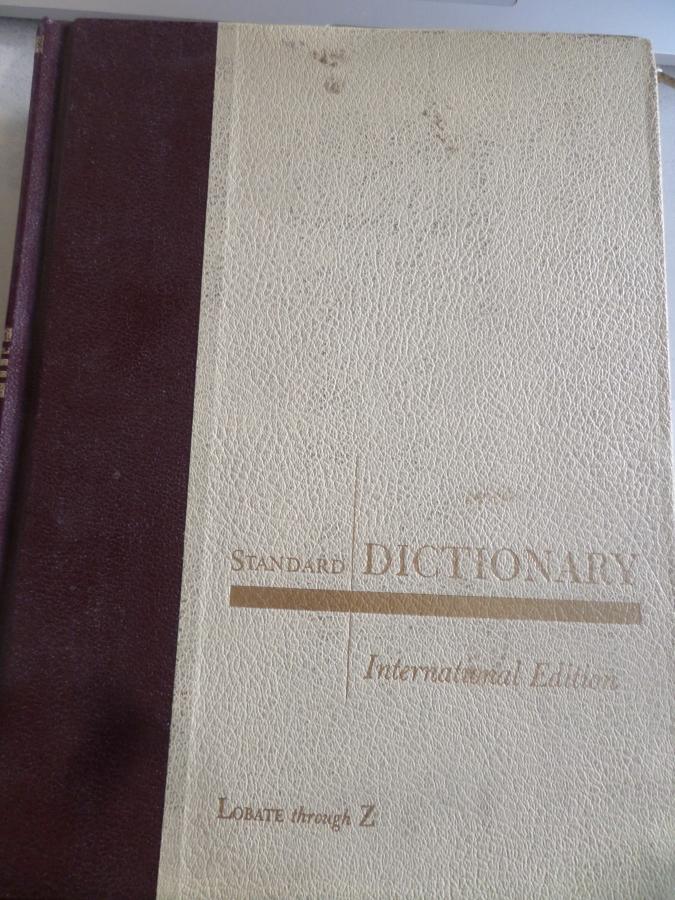 STANDARD DICTIONARY
International Edition
LOBATE through Z